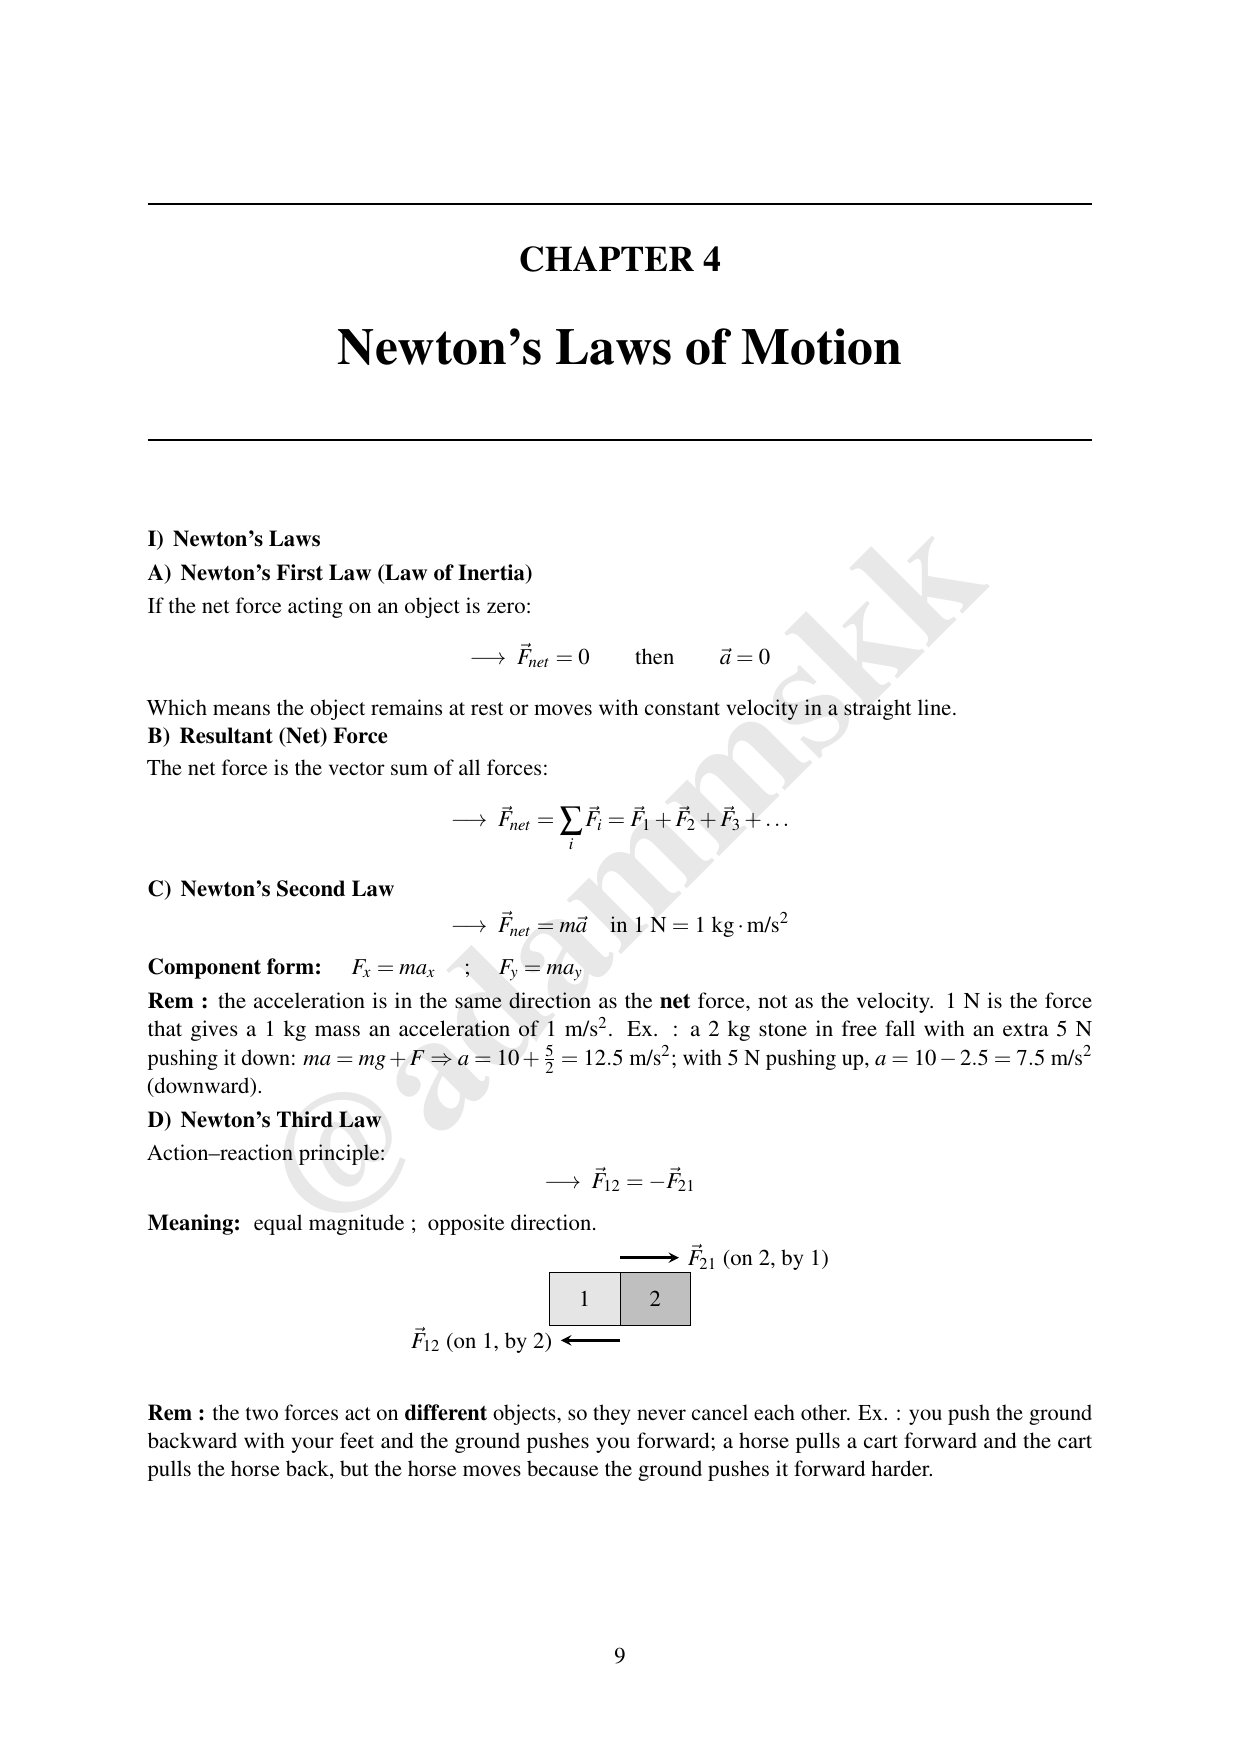 CHAPTER 4
Newton's Laws of Motion
I) Newton's Laws
A) Newton's First Law (Law of Inertia)
If the net force acting on an object is zero:
⟶ F⃗net = 0 then a⃗ = 0
Which means the object remains at rest or moves with constant velocity in a straight line.
B) Resultant (Net) Force
The net force is the vector sum of all forces:
⟶ F⃗net = ∑i F⃗i = F⃗1 + F⃗2 + F⃗3 + …
C) Newton's Second Law
⟶ F⃗net = ma⃗ in 1 N = 1 kg · m/s²
Component form: Fx = max ; Fy = may
Rem : the acceleration is in the same direction as the net force, not as the velocity. 1 N is the force
that gives a 1 kg mass an acceleration of 1 m/s². Ex. : a 2 kg stone in free fall with an extra 5 N
pushing it down: ma = mg + F ⇒ a = 10 + 5/2 = 12.5 m/s²; with 5 N pushing up, a = 10 − 2.5 = 7.5 m/s²
(downward).
D) Newton's Third Law
Action–reaction principle:
⟶ F⃗12 = −F⃗21
Meaning: equal magnitude ; opposite direction.
F⃗21 (on 2, by 1)
1 2
F⃗12 (on 1, by 2)
Rem : the two forces act on different objects, so they never cancel each other. Ex. : you push the ground
backward with your feet and the ground pushes you forward; a horse pulls a cart forward and the cart
pulls the horse back, but the horse moves because the ground pushes it forward harder.
9
@adammskk